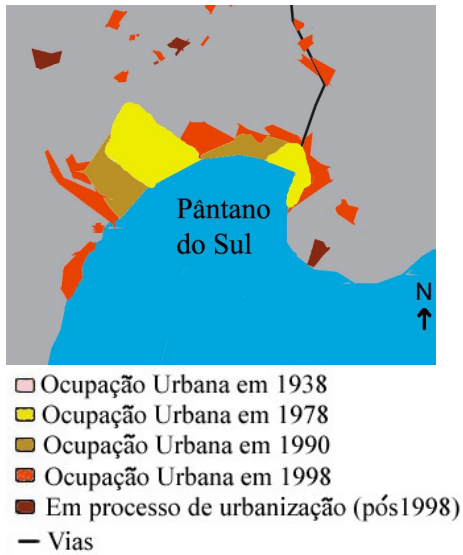 Pântano
do Sul
N
Ocupação Urbana em 1938
Ocupação Urbana em 1978
Ocupação Urbana em 1990
Ocupação Urbana em 1998
Em processo de urbanização (pós1998)
Vias